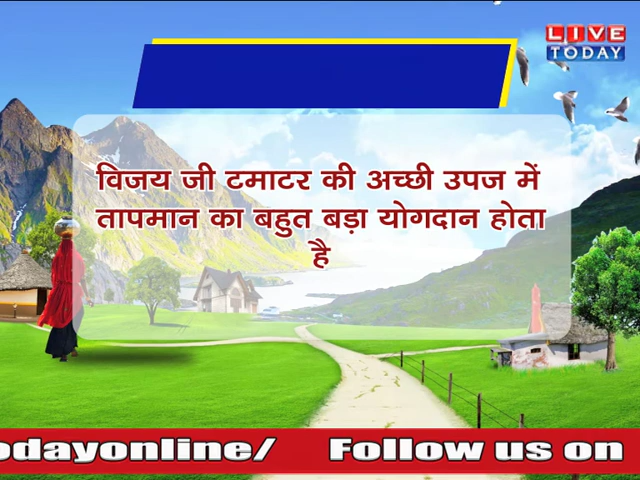 LIVE
TODAY
विजय जी टमाटर की अच्छी उपज में
तापमान का बहुत बड़ा योगदान होता
है
odayonline/ Follow us on